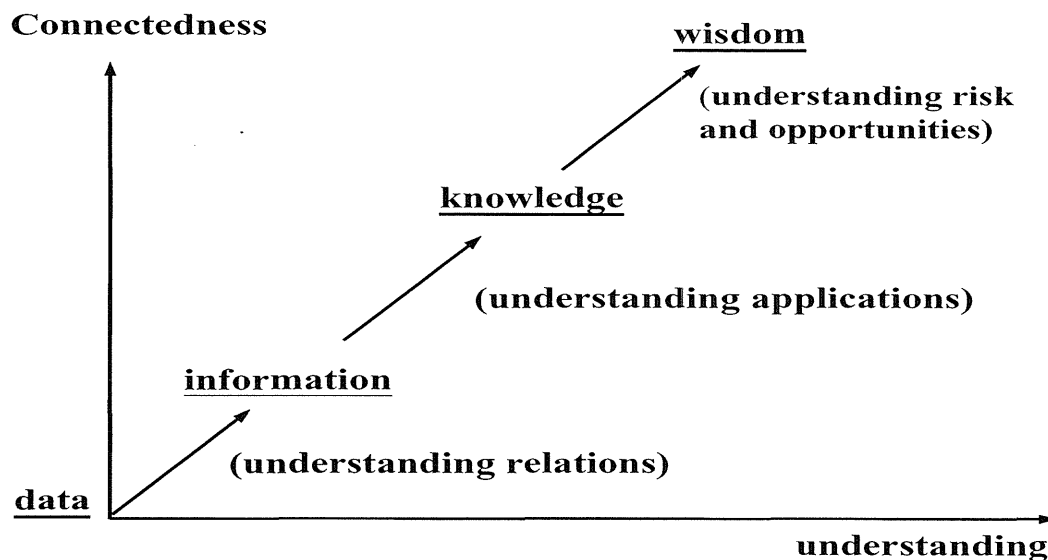 Connectedness
wisdom
(understanding risk
and opportunities)
knowledge
(understanding applications)
information
(understanding relations)
data
understanding